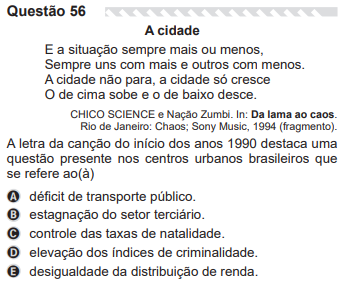 Questão 56
A cidade
E a situação sempre mais ou menos,
Sempre uns com mais e outros com menos.
A cidade não para, a cidade só cresce
O de cima sobe e o de baixo desce.
CHICO SCIENCE e Nação Zumbi. In: Da lama ao caos.
Rio de Janeiro: Chaos; Sony Music, 1994 (fragmento).
A letra da canção do início dos anos 1990 destaca uma
questão presente nos centros urbanos brasileiros que
se refere ao(à)
A déficit de transporte público.
B estagnação do setor terciário.
C controle das taxas de natalidade.
D elevação dos índices de criminalidade.
E desigualdade da distribuição de renda.